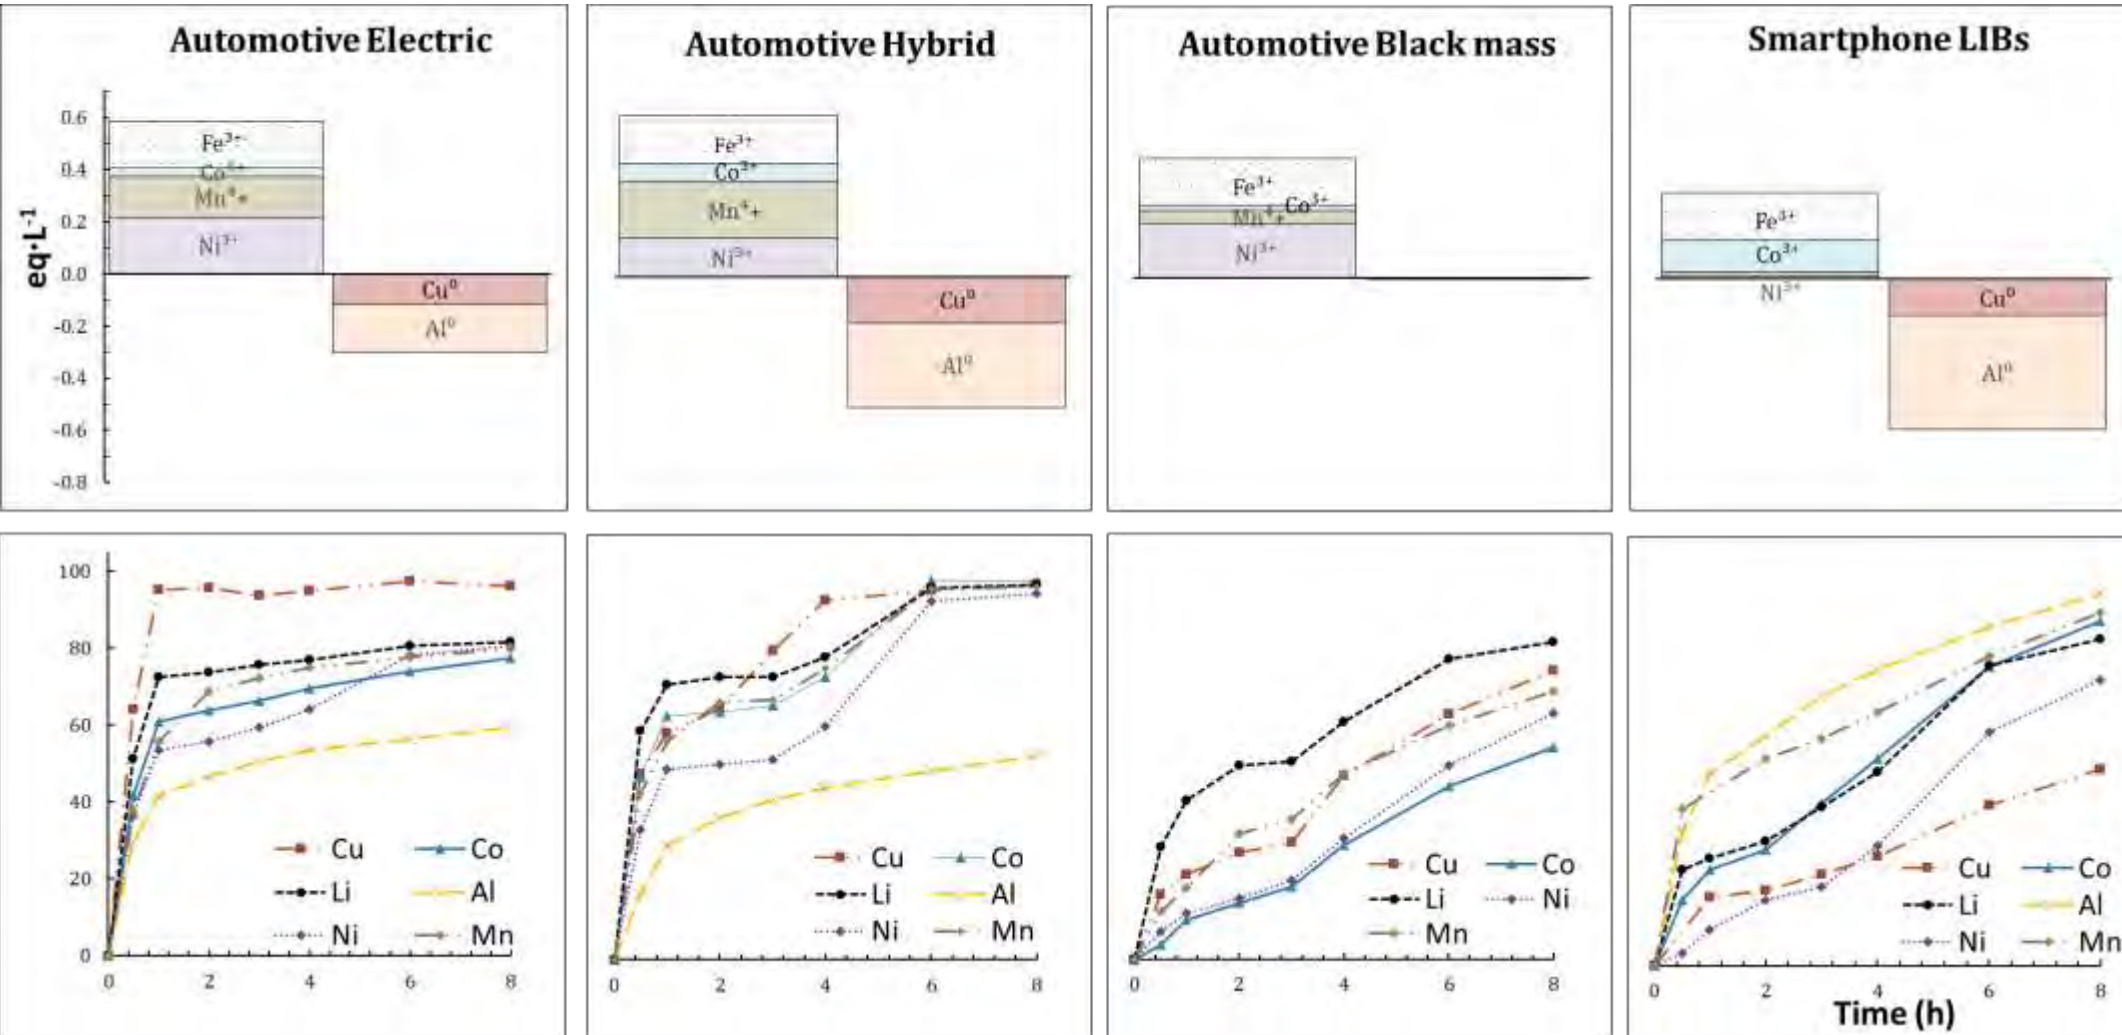 Automotive Electric
0.6
0.4
0.2
0.0
-0.2
-0.4
-0.6
-0.8
eq·L⁻¹
Fe³⁺
Co³⁺
Mn⁴+
Ni³⁺
Cu⁰
Al⁰
Automotive Hybrid
Fe³⁺
Co³⁺
Mn⁴+
Ni³⁺
Cu⁰
Al⁰
Automotive Black mass
Fe³⁺
Co³⁺
Mn⁴+
Ni³⁺
Smartphone LIBs
Fe³⁺
Co³⁺
Ni³⁺
Cu⁰
Al⁰
100
80
60
40
20
0
Cu Co
Li Al
Ni Mn
0 2 4 6 8
Cu Co
Li Al
Ni Mn
0 2 4 6 8
Cu Co
Li Ni
Mn
0 2 4 6 8
Cu Co
Li Al
Ni Mn
0 2 4 6 8
Time (h)